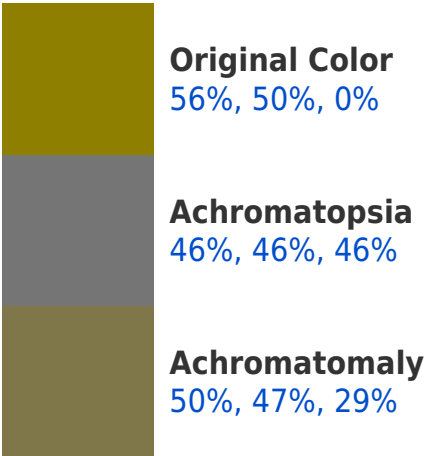 Original Color
56%, 50%, 0%
Achromatopsia
46%, 46%, 46%
Achromatomaly
50%, 47%, 29%